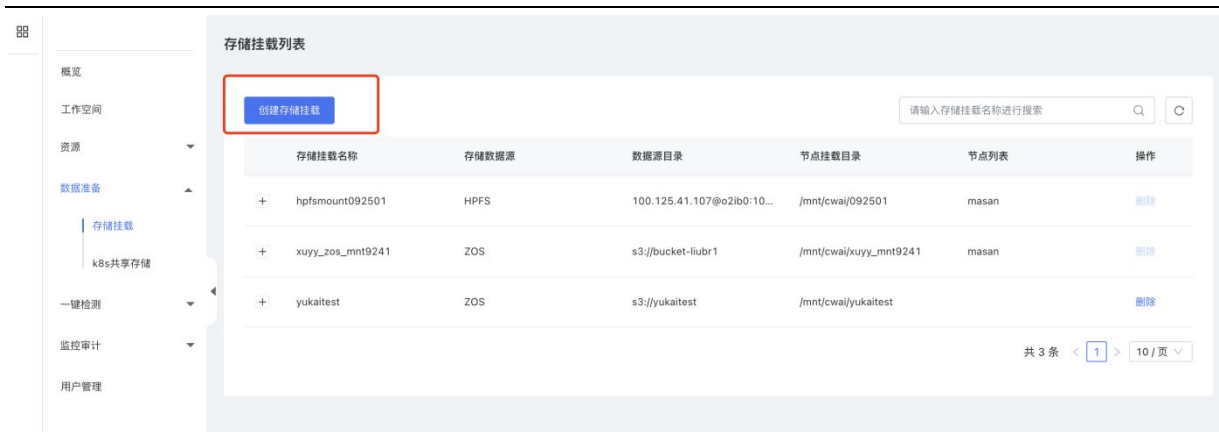 存储挂载列表
概览
工作空间
资源
数据准备
存储挂载
k8s共享存储
一键检测
监控审计
用户管理
创建存储挂载
请输入存储挂载名称进行搜索
存储挂载名称 存储数据源 数据源目录 节点挂载目录 节点列表 操作
hpfsmount092501 HPFS 100.125.41.107@o2ib0:10... /mnt/cwai/092501 masan 删除
xuyy_zos_mnt9241 ZOS s3://bucket-liubr1 /mnt/cwai/xuyy_mnt9241 masan 删除
yukaitest ZOS s3://yukaitest /mnt/cwai/yukaitest 删除
共 3 条 < 1 > 10 / 页